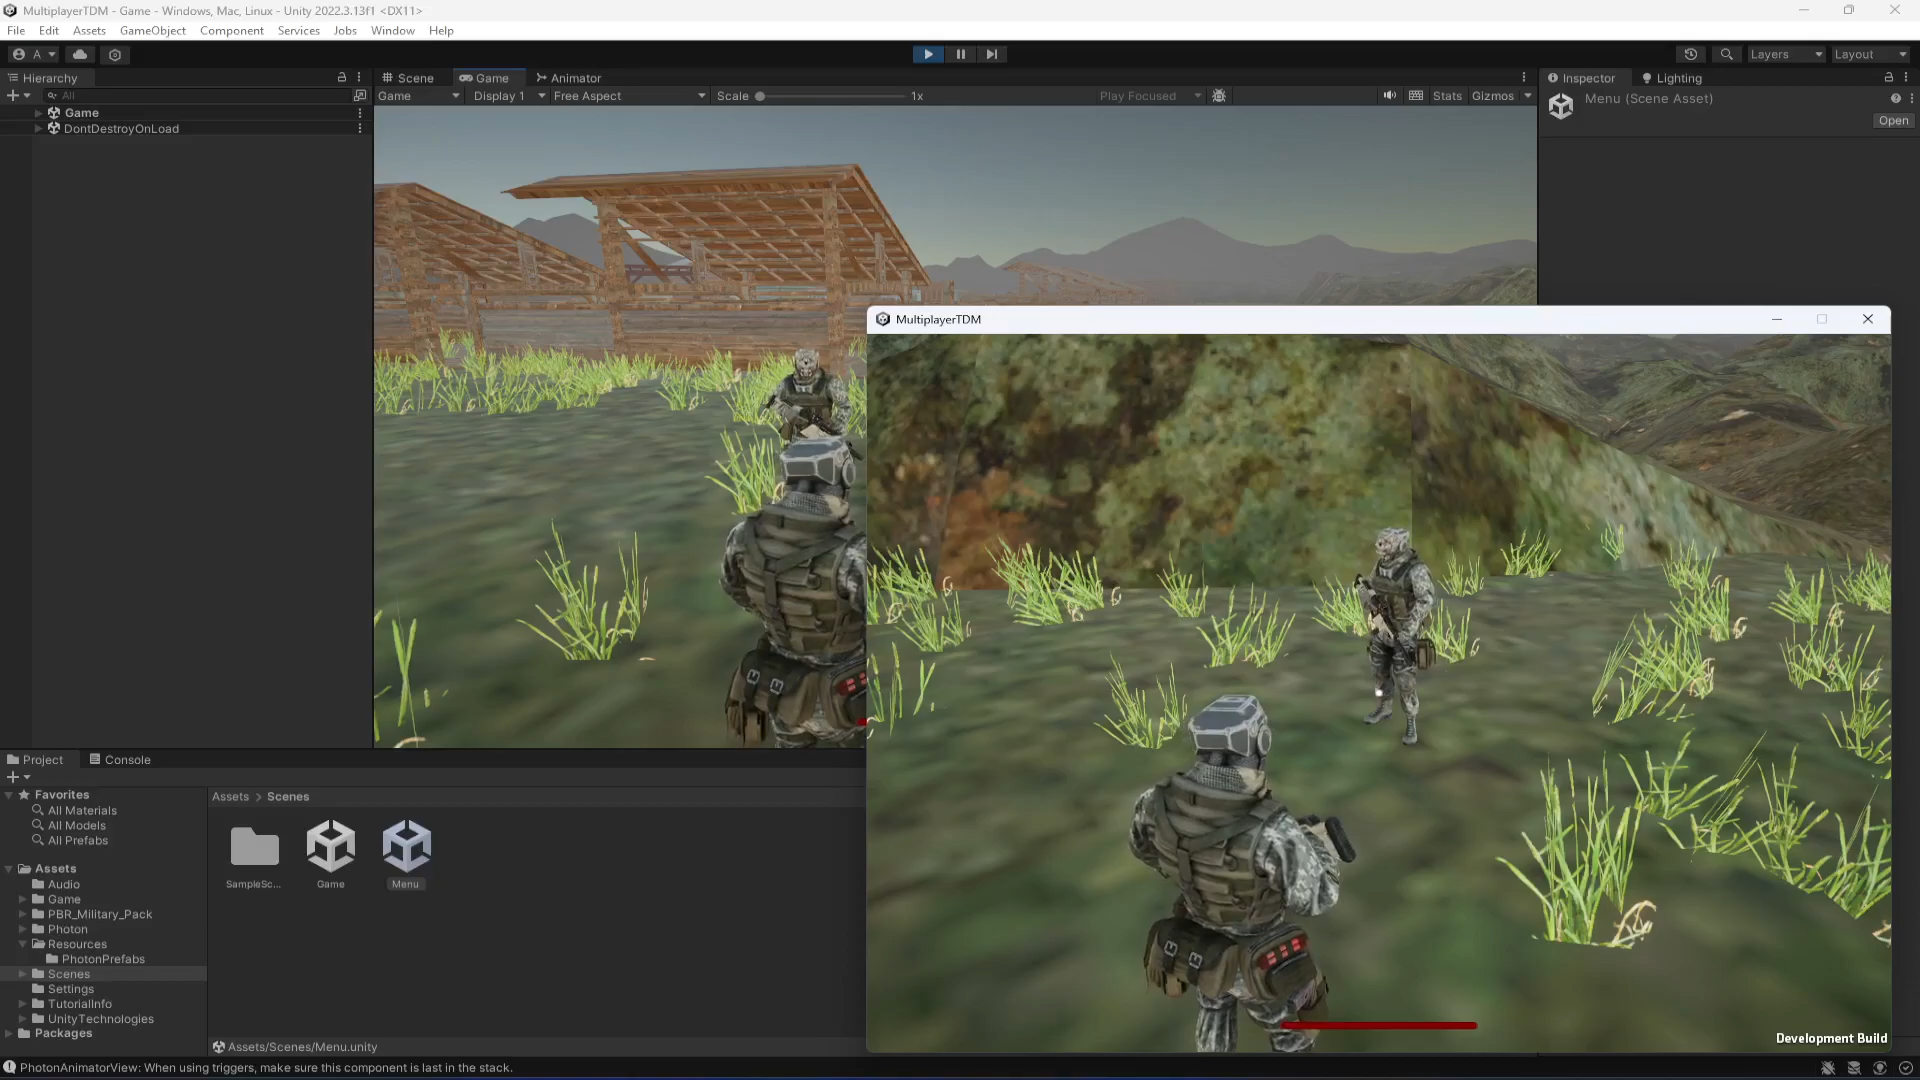 MultiplayerTDM - Game - Windows, Mac, Linux - Unity 2022.3.13f1 <DX11>
File Edit Assets GameObject Component Services Jobs Window Help
A Layers Layout
Hierarchy
All
Game
DontDestroyOnLoad
Scene Game Animator
Game Display 1 Free Aspect Scale 1x Play Focused Stats Gizmos
Inspector Lighting
Menu (Scene Asset)
Open
MultiplayerTDM
Development Build
Project Console
Favorites
All Materials
All Models
All Prefabs
Assets
Audio
Game
PBR_Military_Pack
Photon
Resources
PhotonPrefabs
Scenes
Settings
TutorialInfo
UnityTechnologies
Packages
Assets > Scenes
SampleSc... Game Menu
Assets/Scenes/Menu.unity
PhotonAnimatorView: When using triggers, make sure this component is last in the stack.